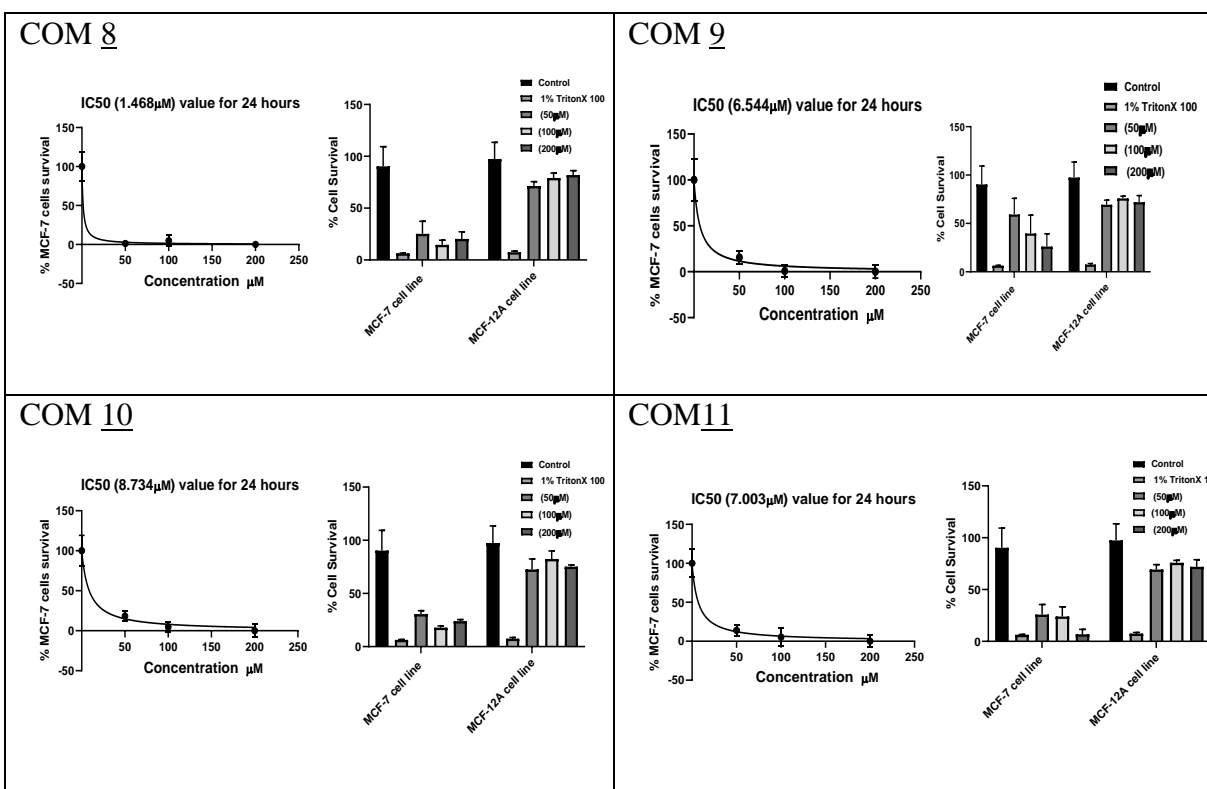 COM 8
IC50 (1.468μM) value for 24 hours
% MCF-7 cells survival
150
100
50
0
-50
50
100
150
200
250
Concentration μM
% Cell Survival
150
100
50
0
MCF-7 cell line
MCF-12A cell line
Control
1% TritonX 100
(50μM)
(100μM)
(200μM)
COM 9
IC50 (6.544μM) value for 24 hours
% MCF-7 cells survival
150
100
50
0
-50
50
100
150
200
250
Concentration μM
% Cell Survival
150
100
50
0
MCF-7 cell line
MCF-12A cell line
Control
1% TritonX 100
(50μM)
(100μM)
(200μM)
COM 10
IC50 (8.734μM) value for 24 hours
% MCF-7 cells survival
150
100
50
0
-50
50
100
150
200
250
Concentration μM
% Cell Survival
150
100
50
0
MCF-7 cell line
MCF-12A cell line
Control
1% TritonX 100
(50μM)
(100μM)
(200μM)
COM11
IC50 (7.003μM) value for 24 hours
% MCF-7 cells survival
150
100
50
0
-50
50
100
150
200
250
Concentration μM
% Cell Survival
150
100
50
0
MCF-7 cell line
MCF-12A cell line
Control
1% TritonX 1
(50μM)
(100μM)
(200μM)